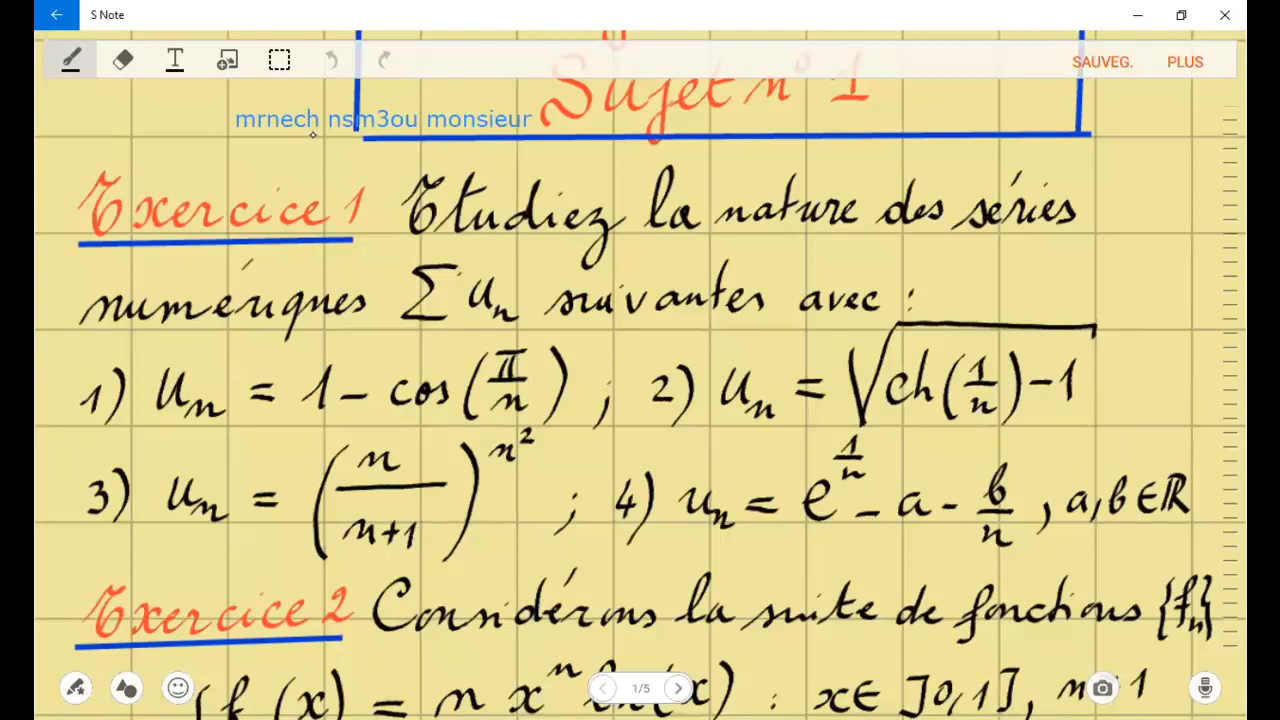 S Note
SAUVEG. PLUS
Sujet n° 1
mrnech nsm3ou monsieur
Exercice 1 Etudiez la nature des séries
numériques ∑ Un suivantes avec :
1) Un = 1 - cos(π/n) ; 2) Un = √(ch(1/n)-1)
3) Un = (n/(n+1))^n² ; 4) Un = e^(1/n) - a - b/n , a, b ∈ ℝ
Exercice 2 Considérons la suite de fonctions {fn}
1/5
(x) = n x^n (x) : x ∈ ]0,1], 1